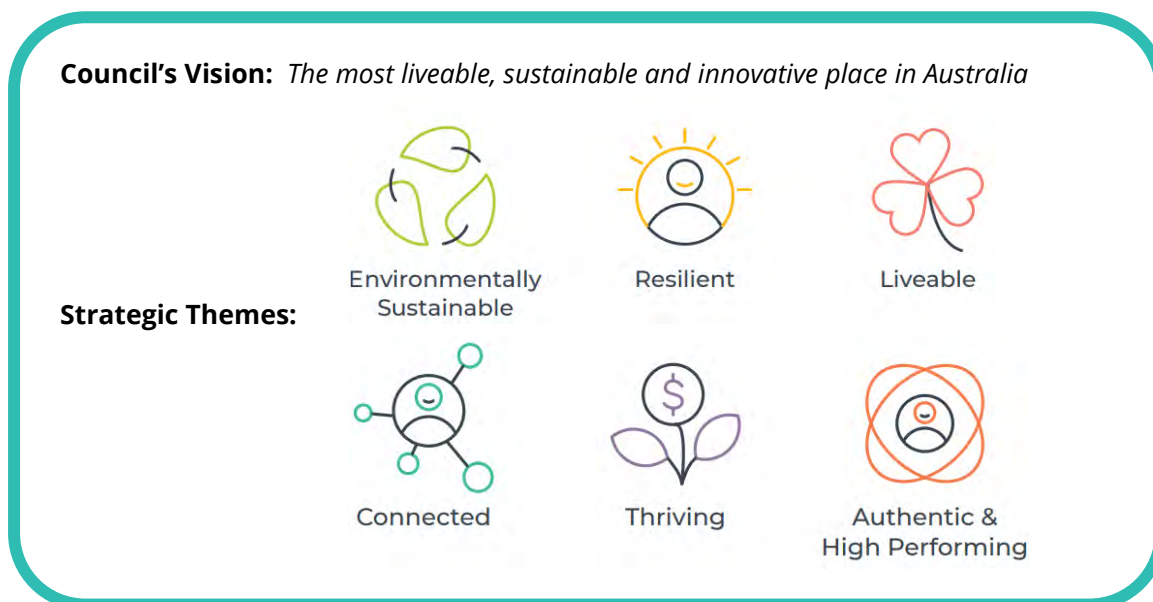 Council's Vision: The most liveable, sustainable and innovative place in Australia
Environmentally
Sustainable
Resilient
Liveable
Strategic Themes:
$
Connected
Thriving
Authentic &
High Performing